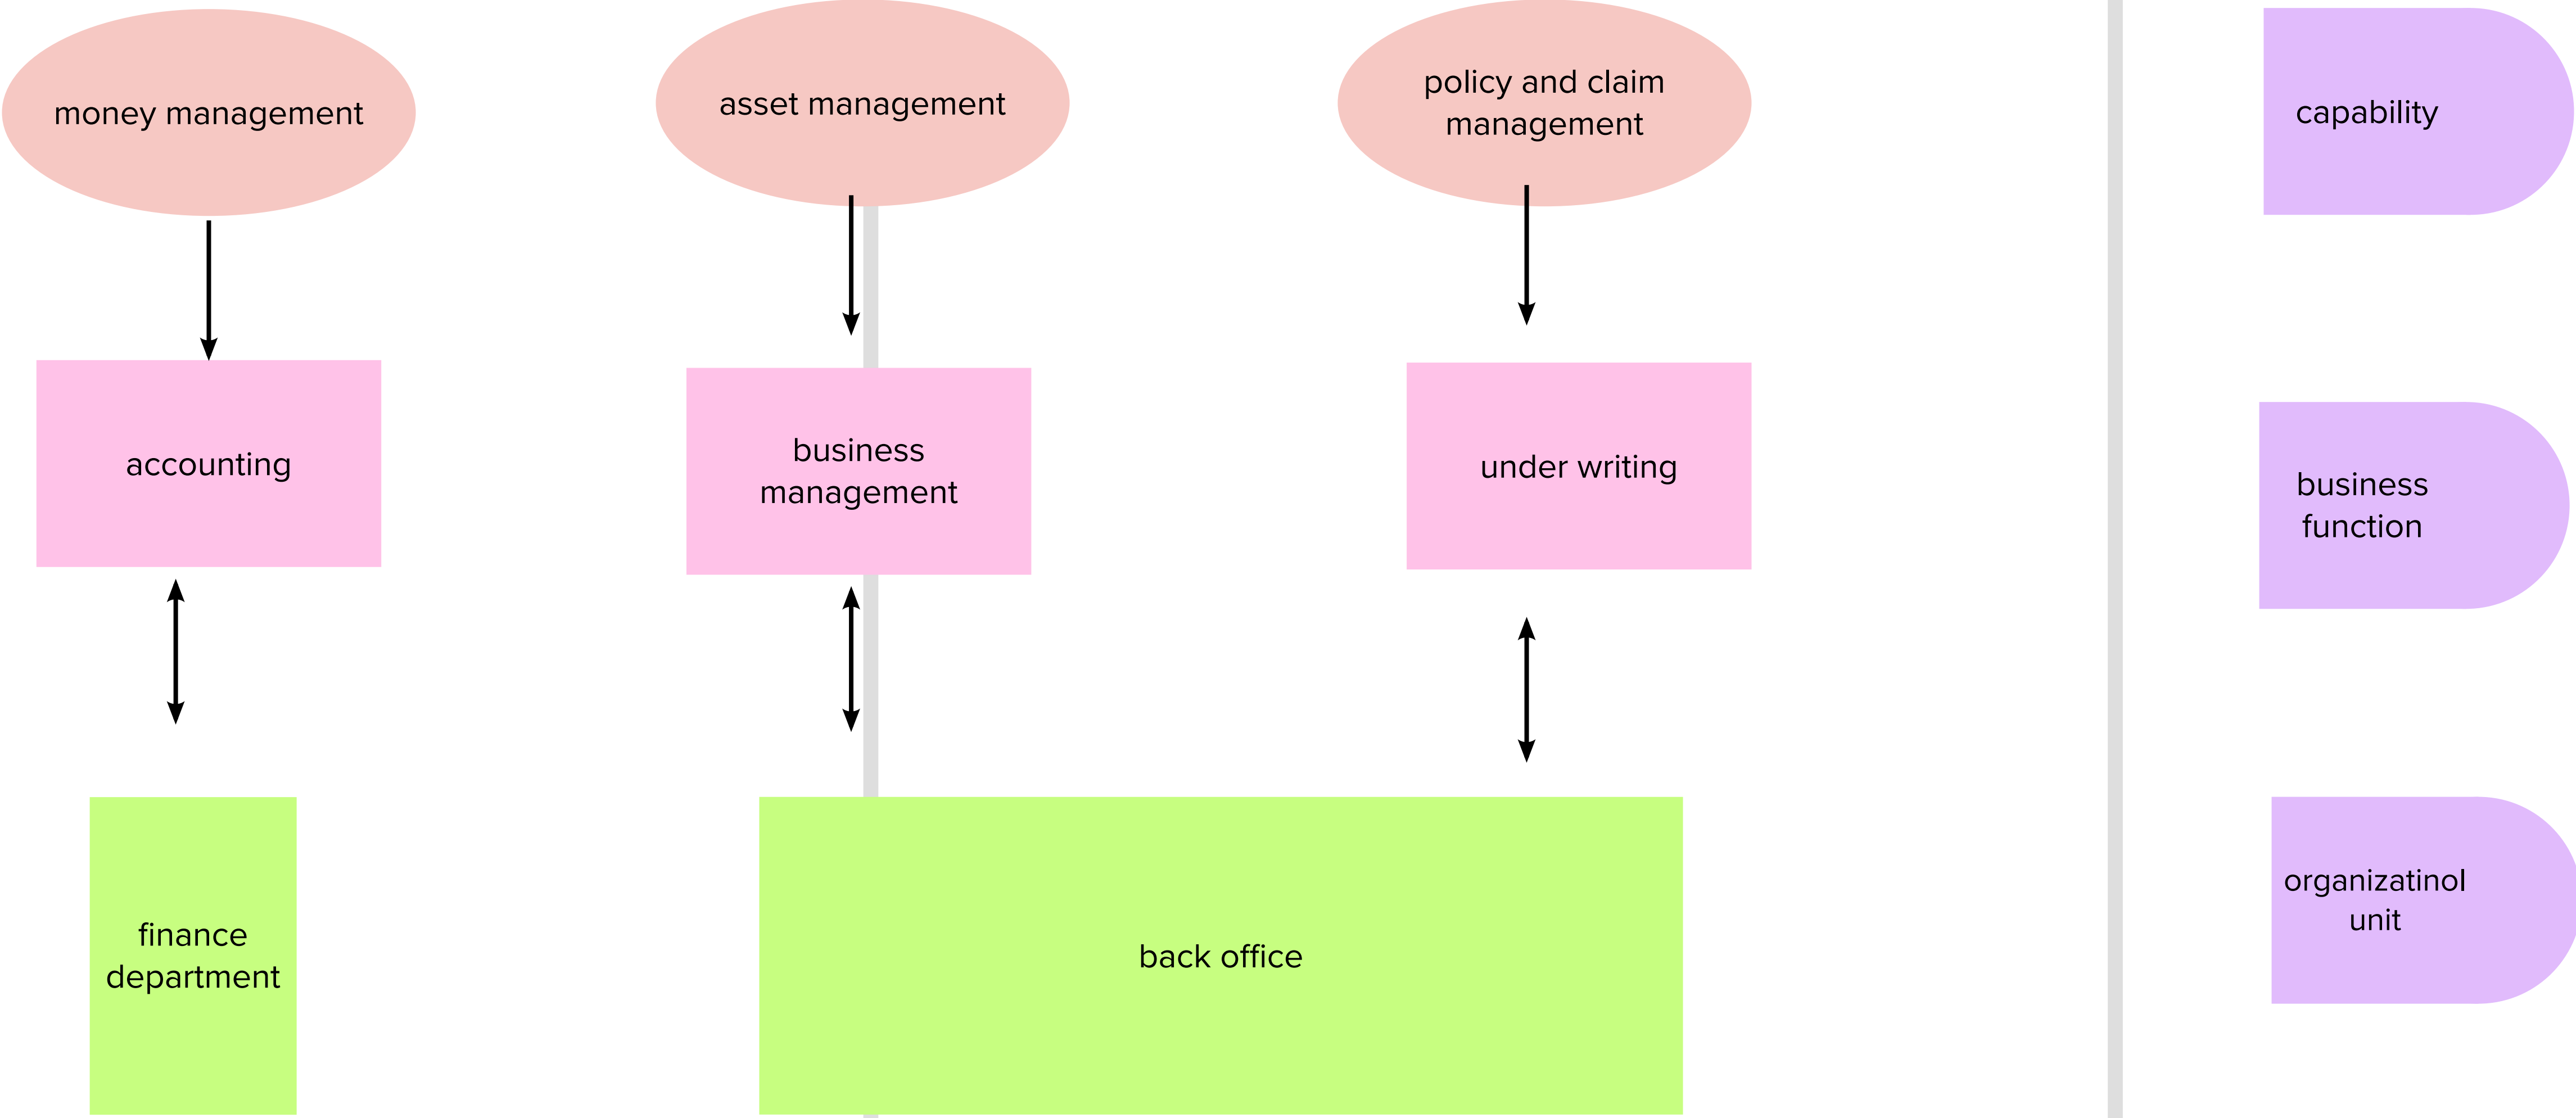 money management
asset management
policy and claim
management
capability
accounting
business
management
under writing
business
function
finance
department
back office
organizatinol
unit